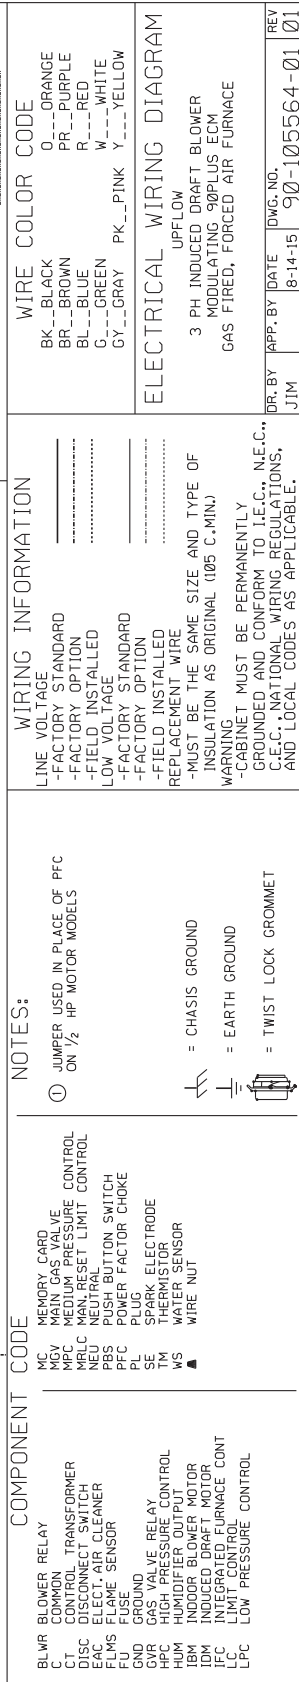 COMPONENT CODE
BLWR BLOWER RELAY
C COMMON
CT CONTROL TRANSFORMER
DISC DISCONNECT SWITCH
EAC ELECT. AIR CLEANER
FLMS FLAME SENSOR
FU FUSE
GND GROUND
GVR GAS VALVE RELAY
HPC HIGH PRESSURE CONTROL
HUM HUMIDIFIER OUTPUT
IBM INDOOR BLOWER MOTOR
IDM INDUCED DRAFT MOTOR
IFC INTEGRATED FURNACE CONT
LC LIMIT CONTROL
LPC LOW PRESSURE CONTROL
MC MEMORY CARD
MGV MAIN GAS VALVE
MPC MEDIUM PRESSURE CONTROL
MRLC MAN. RESET LIMIT CONTROL
NEU NEUTRAL
PBS PUSH BUTTON SWITCH
PFC POWER FACTOR CHOKE
PL PLUG
SE SPARK ELECTRODE
TM THERMISTOR
WS WATER SENSOR
WIRE NUT
NOTES:
① JUMPER USED IN PLACE OF PFC
ON 1/2 HP MOTOR MODELS
= CHASIS GROUND
= EARTH GROUND
= TWIST LOCK GROMMET
WIRING INFORMATION
LINE VOLTAGE
-FACTORY STANDARD
-FACTORY OPTION
-FIELD INSTALLED
LOW VOLTAGE
-FACTORY STANDARD
-FACTORY OPTION
-FIELD INSTALLED
REPLACEMENT WIRE
-MUST BE THE SAME SIZE AND TYPE OF
INSULATION AS ORIGINAL (105 C.MIN.)
WARNING
-CABINET MUST BE PERMANENTLY
GROUNDED AND CONFORM TO I.E.C., N.E.C.,
C.E.C., NATIONAL WIRING REGULATIONS,
AND LOCAL CODES AS APPLICABLE.
WIRE COLOR CODE
BK__BLACK O___ORANGE
BR__BROWN PR__PURPLE
BL__BLUE R___RED
G___GREEN W___WHITE
GY__GRAY PK__PINK Y___YELLOW
ELECTRICAL WIRING DIAGRAM
UPFLOW
3 PH INDUCED DRAFT BLOWER
MODULATING 90PLUS ECM
GAS FIRED, FORCED AIR FURNACE
DR. BY APP. BY DATE DWG. NO. REV
JIM 8-14-15 90-105564-01 01